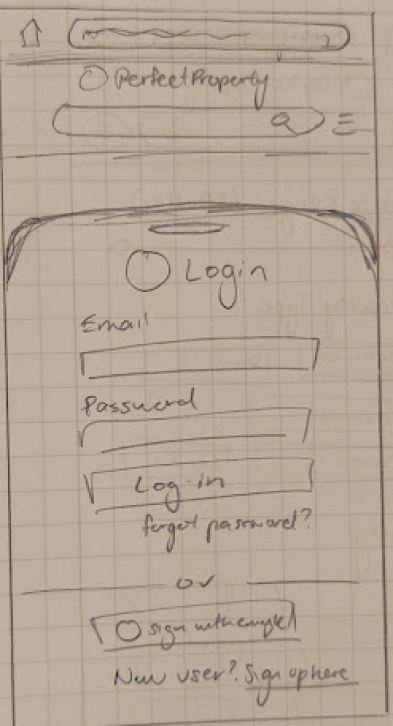 PerfectProperty
Login
Email
Password
Log-in
forgot password?
or
sign with google
New user? Sign up here